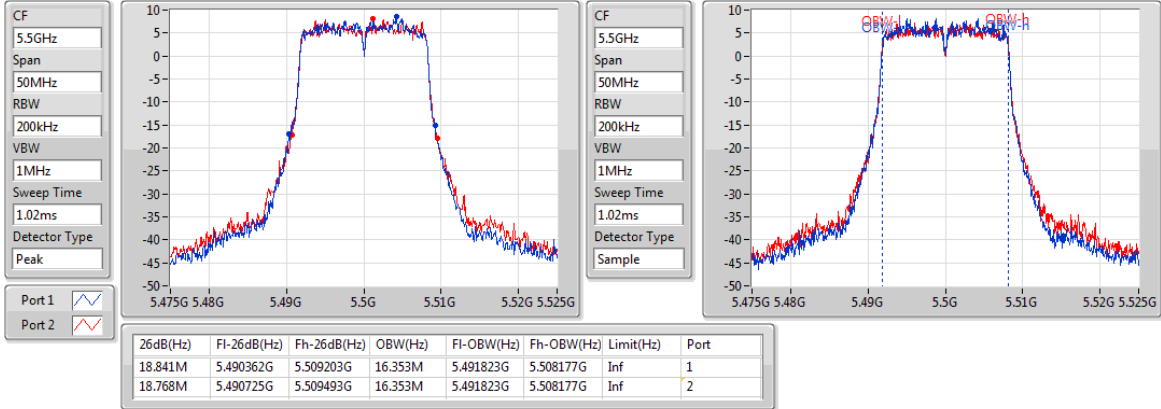 CF
5.5GHz
Span
50MHz
RBW
200kHz
VBW
1MHz
Sweep Time
1.02ms
Detector Type
Peak
10
5
0
-5
-10
-15
-20
-25
-30
-35
-40
-45
-50
5.475G 5.48G 5.49G 5.5G 5.51G 5.52G 5.525G
CF
5.5GHz
Span
50MHz
RBW
200kHz
VBW
1MHz
Sweep Time
1.02ms
Detector Type
Sample
10
5
0
-5
-10
-15
-20
-25
-30
-35
-40
-45
-50
OBW-h
OBW-h
5.475G 5.48G 5.49G 5.5G 5.51G 5.52G 5.525G
Port 1
Port 2
26dB(Hz) Fl-26dB(Hz) Fh-26dB(Hz) OBW(Hz) Fl-OBW(Hz) Fh-OBW(Hz) Limit(Hz) Port
18.841M 5.490362G 5.509203G 16.353M 5.491823G 5.508177G Inf 1
18.768M 5.490725G 5.509493G 16.353M 5.491823G 5.508177G Inf 2